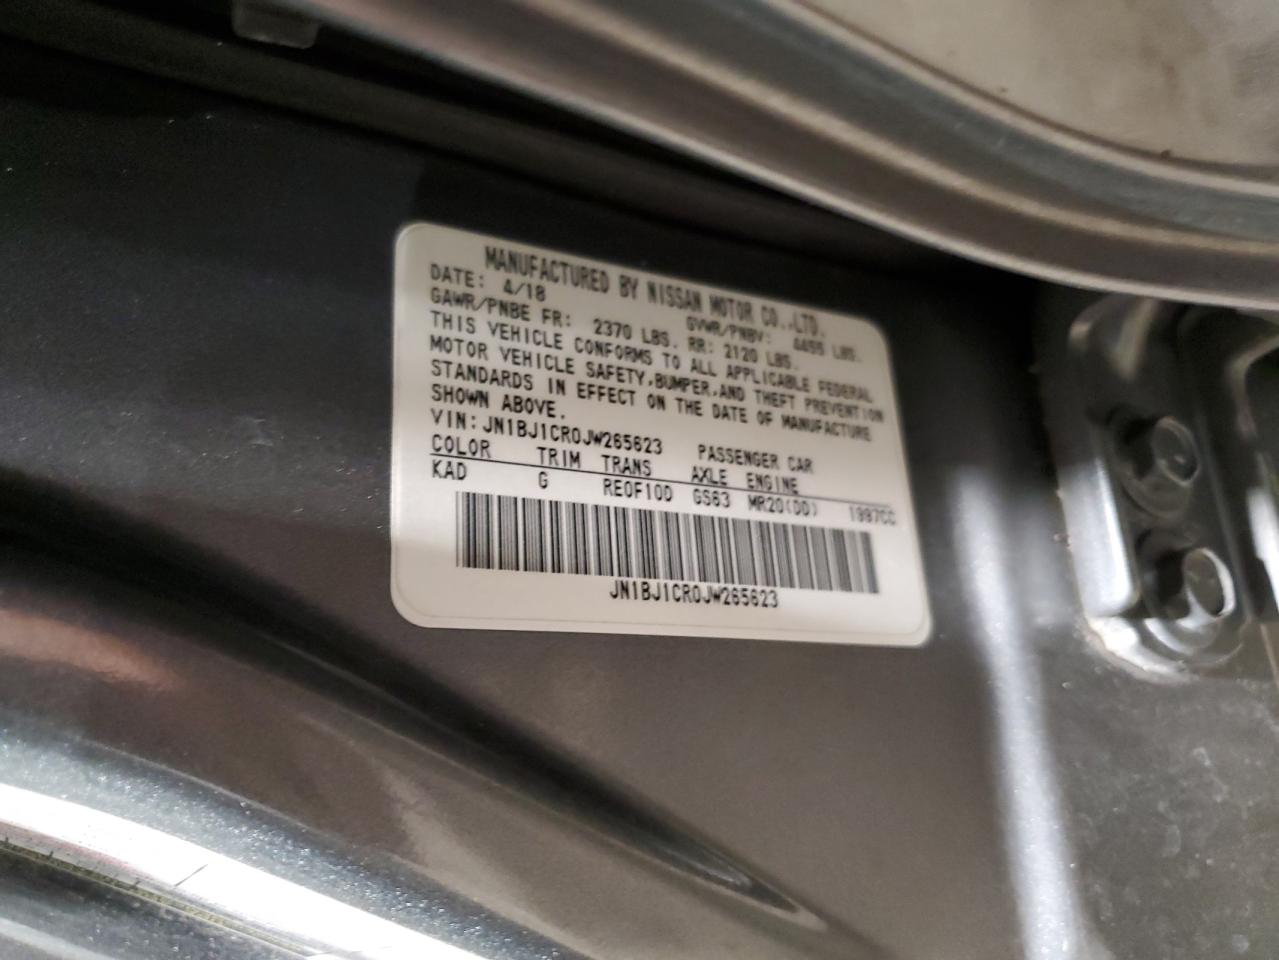 MANUFACTURED BY NISSAN MOTOR CO.,LTD.
DATE: 4/18 GVWR/PNBV: 4455 LBS.
GAWR/PNBE FR: 2370 LBS. RR: 2120 LBS.
THIS VEHICLE CONFORMS TO ALL APPLICABLE FEDERAL
MOTOR VEHICLE SAFETY,BUMPER,AND THEFT PREVENTION
STANDARDS IN EFFECT ON THE DATE OF MANUFACTURE
SHOWN ABOVE.
VIN: JN1BJ1CR0JW265623 PASSENGER CAR
COLOR TRIM TRANS AXLE ENGINE
KAD G RE0F10D GS63 MR20(DD) 1997CC
JN1BJ1CR0JW265623